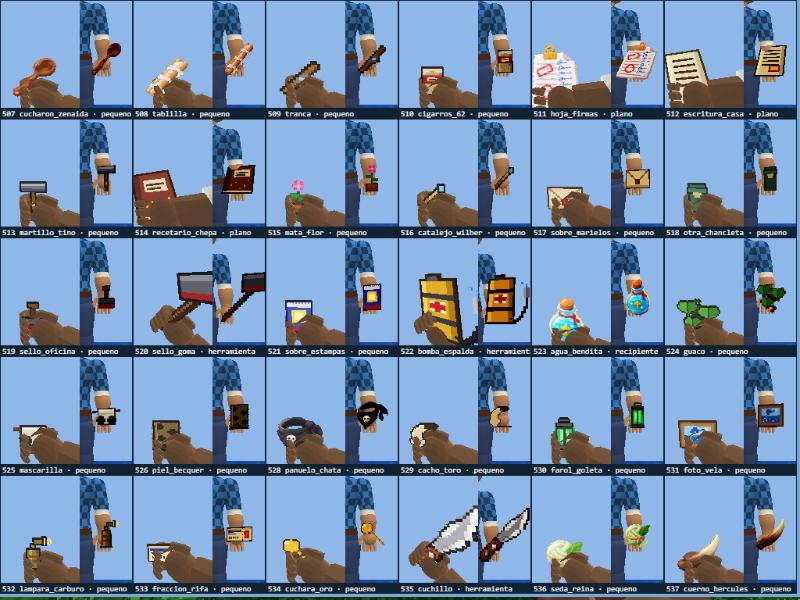 507 cucharon_zenaida · pequeno
508 tablilla · pequeno
509 tranca · pequeno
510 cigarros_62 · pequeno
511 hoja_firmas · plano
512 escritura_casa · plano
513 martillo_tino · pequeno
514 recetario_chepa · plano
515 mata_flor · pequeno
516 catalejo_wilber · pequeno
517 sobre_marielos · pequeno
518 otra_chancleta · pequeno
519 sello_oficina · pequeno
520 sello_goma · herramienta
521 sobre_estampas · pequeno
522 bomba_espalda · herramient
523 agua_bendita · recipiente
524 guaco · pequeno
525 mascarilla · pequeno
526 piel_becquer · pequeno
528 panuelo_chata · pequeno
529 cacho_toro · pequeno
530 farol_goleta · pequeno
531 foto_vela · pequeno
532 lampara_carburo · pequeno
533 fraccion_rifa · pequeno
534 cuchara_oro · pequeno
535 cuchillo · herramienta
536 seda_reina · pequeno
537 cuerno_hercules · pequeno